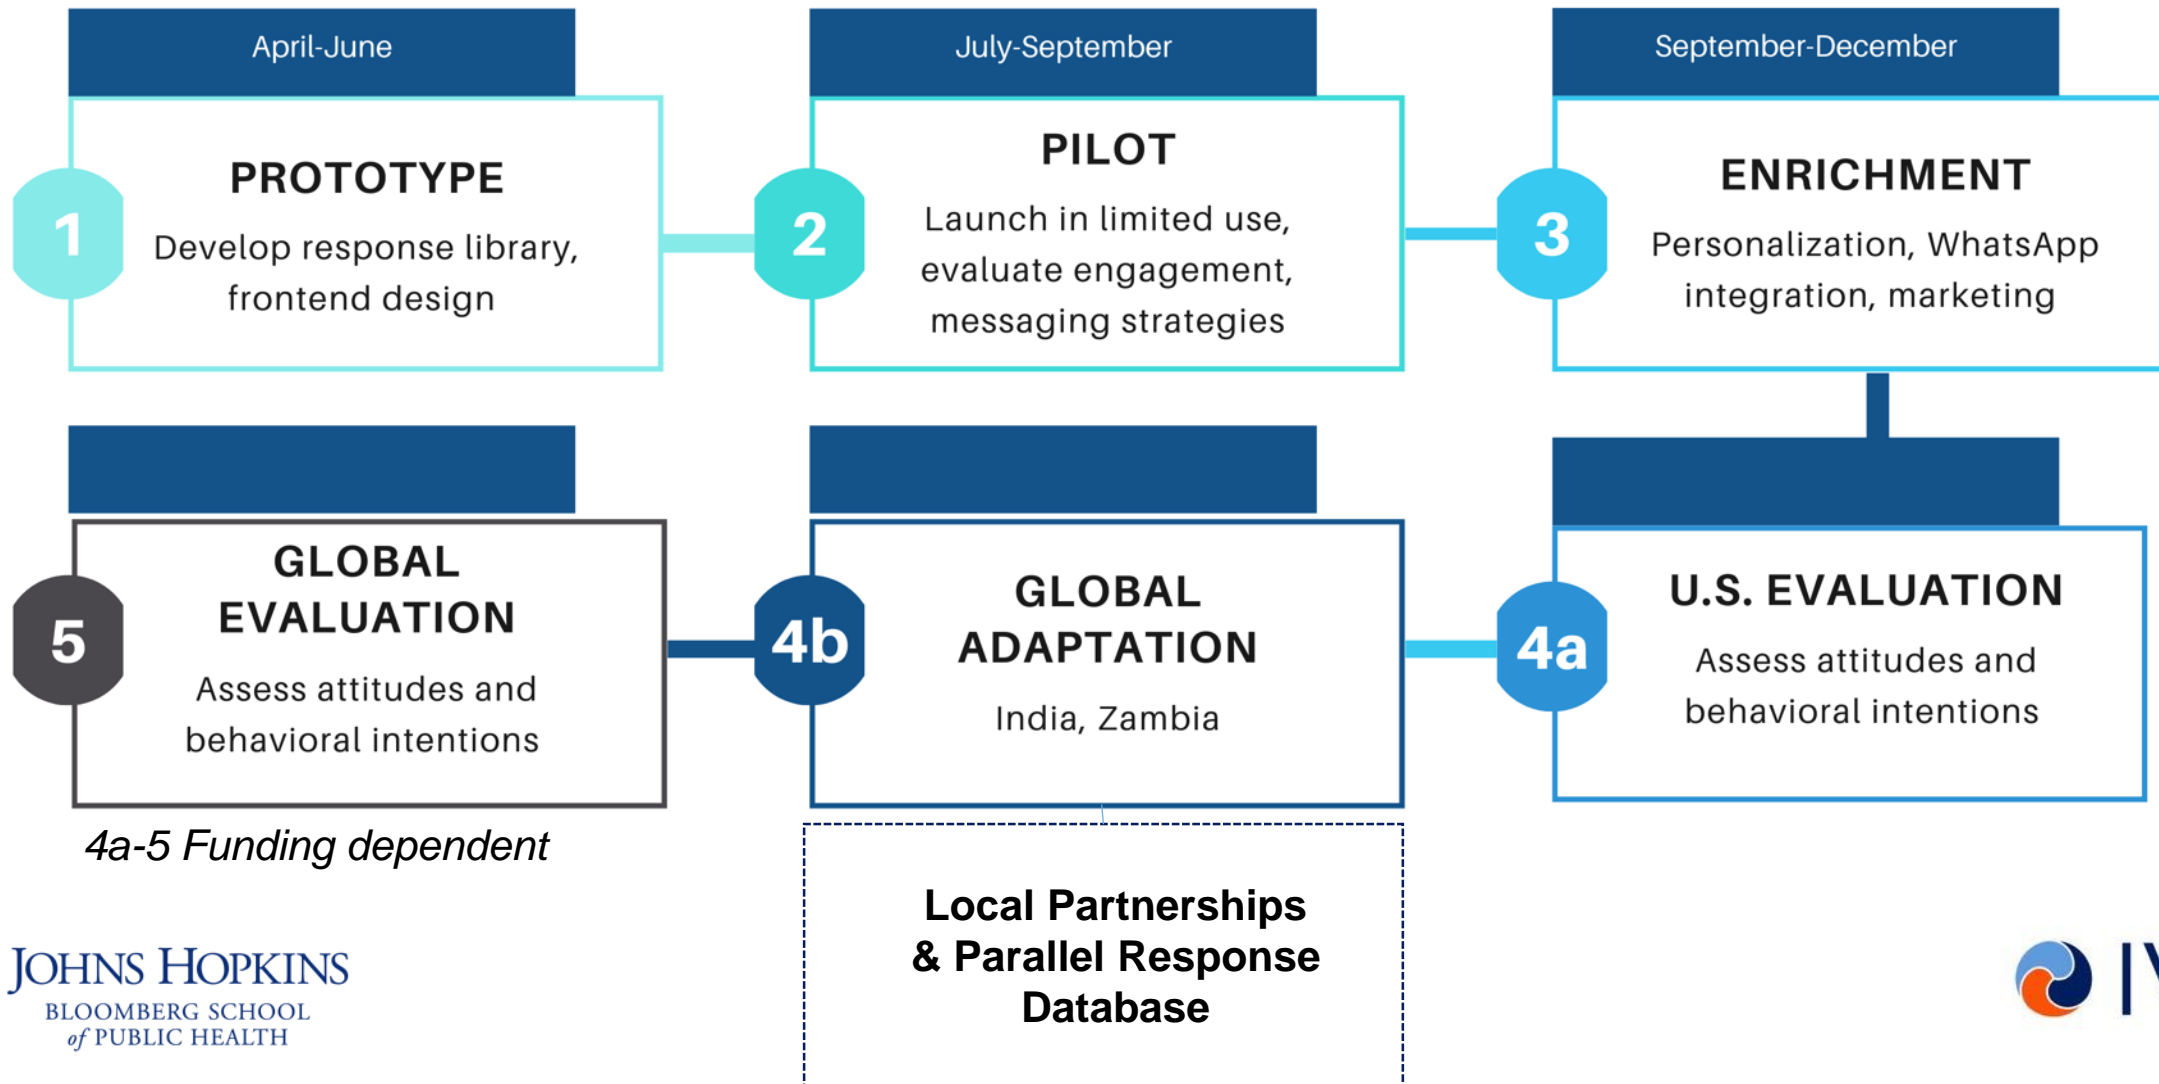 April-June
1
PROTOTYPE
Develop response library,
frontend design
July-September
2
PILOT
Launch in limited use,
evaluate engagement,
messaging strategies
September-December
3
ENRICHMENT
Personalization, WhatsApp
integration, marketing
5
GLOBAL
EVALUATION
Assess attitudes and
behavioral intentions
4b
GLOBAL
ADAPTATION
India, Zambia
4a
U.S. EVALUATION
Assess attitudes and
behavioral intentions
4a-5 Funding dependent
Local Partnerships
& Parallel Response
Database
JOHNS HOPKINS
BLOOMBERG SCHOOL
of PUBLIC HEALTH